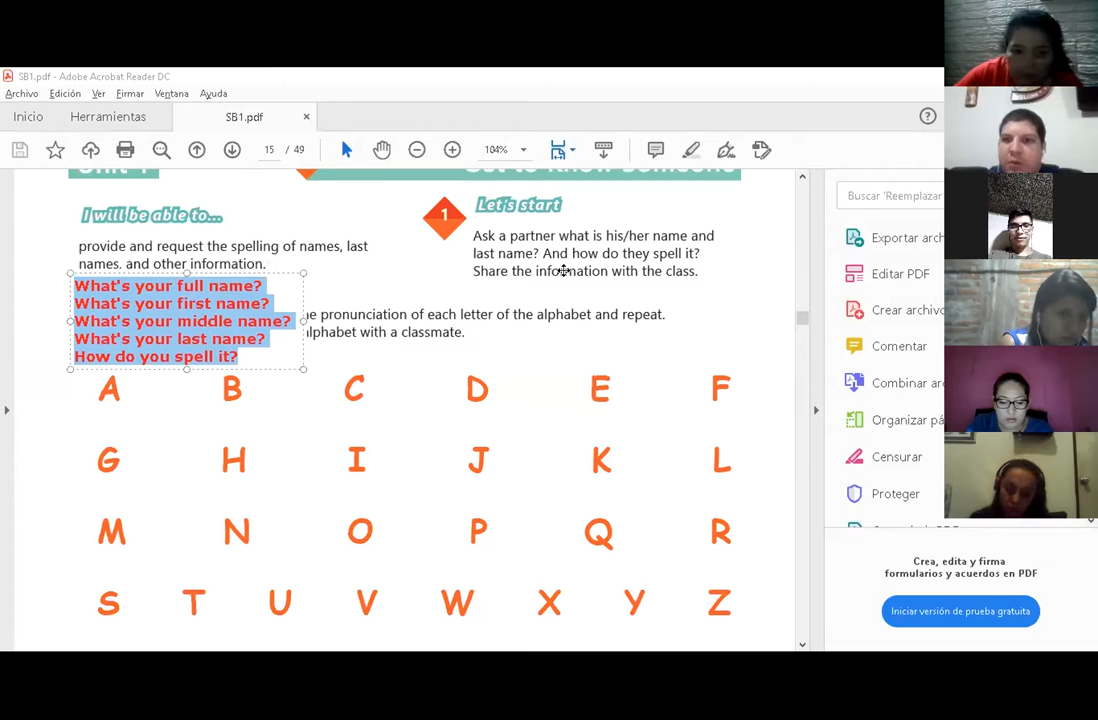 SB1.pdf - Adobe Acrobat Reader DC
Archivo Edición Ver Firmar Ventana Ayuda
Inicio Herramientas SB1.pdf ×
15 / 49 104%
Let's start
I will be able to...
1
provide and request the spelling of names, last
names. and other information.
Ask a partner what is his/her name and
last name? And how do they spell it?
Share the information with the class.
What's your full name?
What's your first name?
What's your middle name?
What's your last name?
How do you spell it?
pronunciation of each letter of the alphabet and repeat.
alphabet with a classmate.
A B C D E F
G H I J K L
M N O P Q R
S T U V W X Y Z
Buscar 'Reemplazar
Exportar
Editar PDF
Crear
Comentar
Combinar
Organizar
Censurar
Proteger
Crea, edita y firma
formularios y acuerdos en PDF
Iniciar versión de prueba gratuita